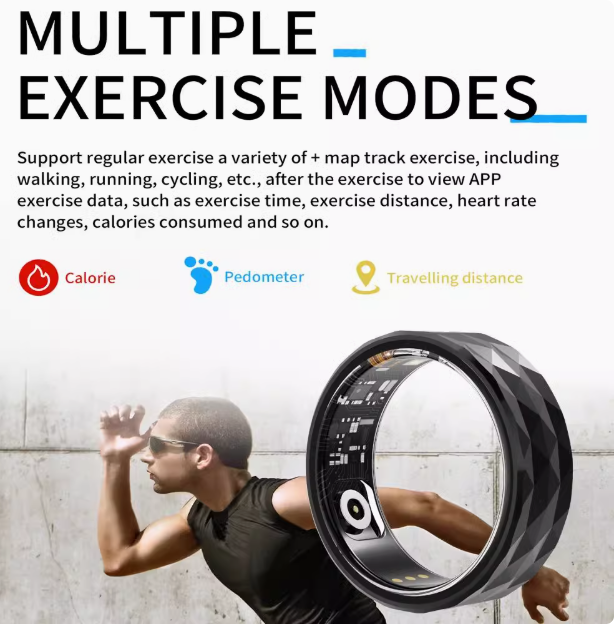 MULTIPLE
EXERCISE MODES
Support regular exercise a variety of + map track exercise, including
walking, running, cycling, etc., after the exercise to view APP
exercise data, such as exercise time, exercise distance, heart rate
changes, calories consumed and so on.
Calorie
Pedometer
Travelling distance